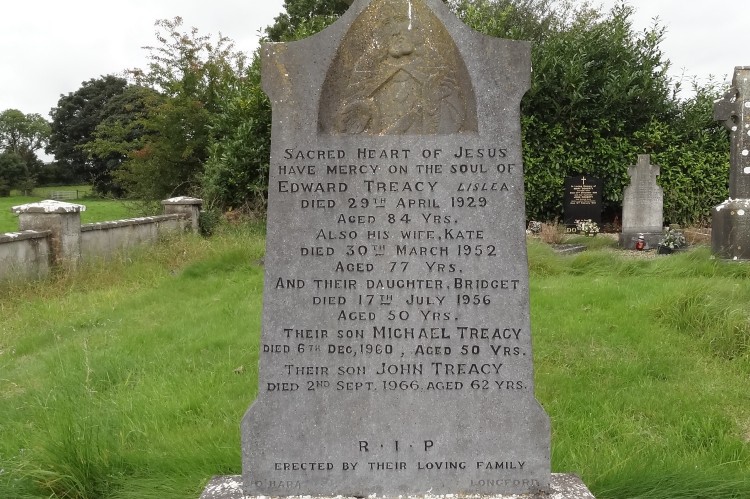 SACRED HEART OF JESUS
HAVE MERCY ON THE SOUL OF
EDWARD TREACY LISLEA
DIED 29TH APRIL 1929
AGED 84 YRS.
ALSO HIS WIFE, KATE
DIED 30TH MARCH 1952
AGED 77 YRS.
AND THEIR DAUGHTER, BRIDGET
DIED 17TH JULY 1956
AGED 50 YRS.
THEIR SON MICHAEL TREACY
DIED 6TH DEC, 1960, AGED 50 YRS.
THEIR SON JOHN TREACY
DIED 2ND SEPT. 1966. AGED 62 YRS.
R·I·P
ERECTED BY THEIR LOVING FAMILY
O'HARA LONGFORD